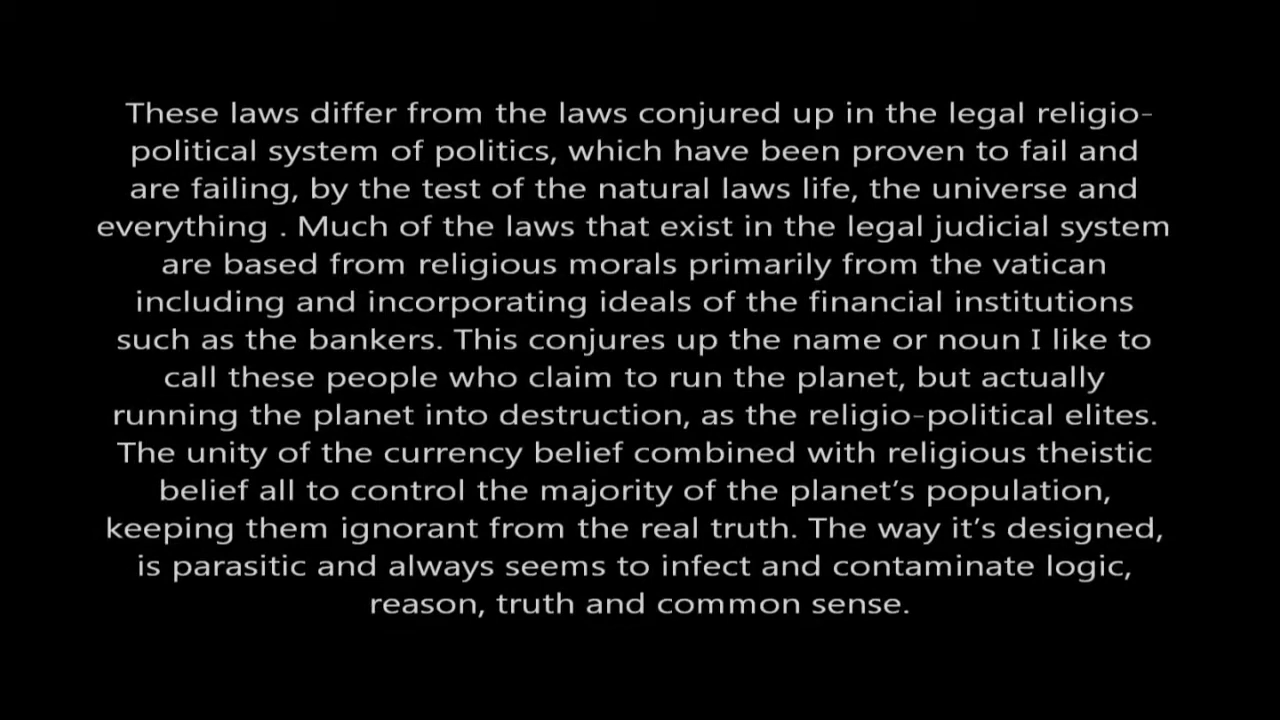 These laws differ from the laws conjured up in the legal religio-
political system of politics, which have been proven to fail and
are failing, by the test of the natural laws life, the universe and
everything . Much of the laws that exist in the legal judicial system
are based from religious morals primarily from the vatican
including and incorporating ideals of the financial institutions
such as the bankers. This conjures up the name or noun I like to
call these people who claim to run the planet, but actually
running the planet into destruction, as the religio-political elites.
The unity of the currency belief combined with religious theistic
belief all to control the majority of the planet’s population,
keeping them ignorant from the real truth. The way it’s designed,
is parasitic and always seems to infect and contaminate logic,
reason, truth and common sense.